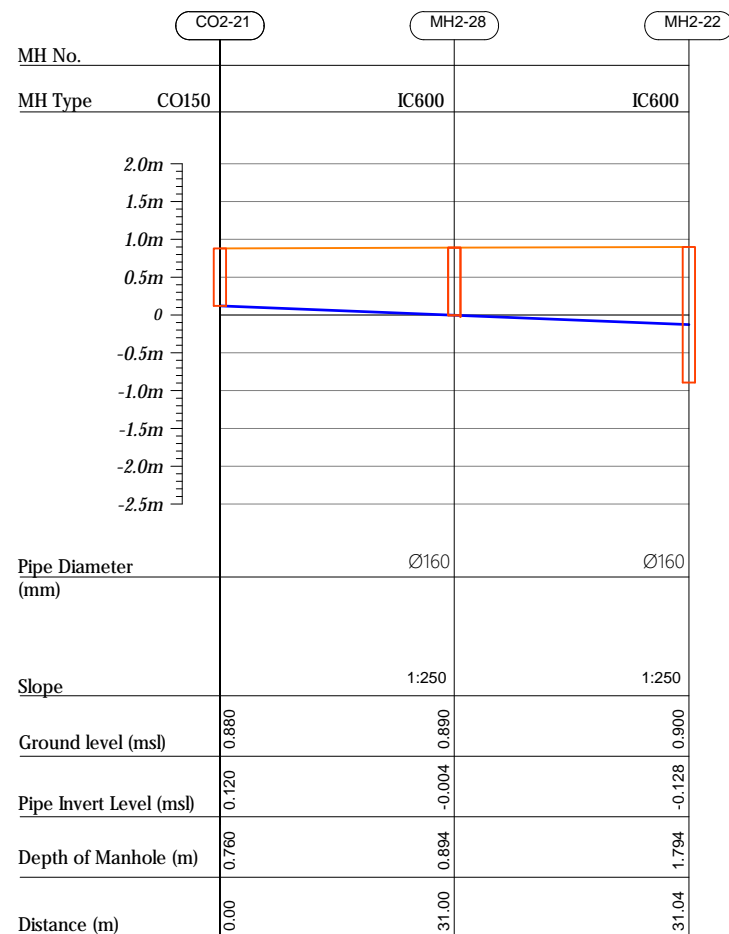 CO2-21 MH2-28 MH2-22
MH No.
MH Type CO150 IC600 IC600
2.0m
1.5m
1.0m
0.5m
0
-0.5m
-1.0m
-1.5m
-2.0m
-2.5m
Pipe Diameter Ø160 Ø160
(mm)
Slope 1:250 1:250
Ground level (msl) 0.880 0.890 0.900
Pipe Invert Level (msl) 0.120 -0.004 -0.128
Depth of Manhole (m) 0.760 0.894 1.794
Distance (m) 0.00 31.00 31.04